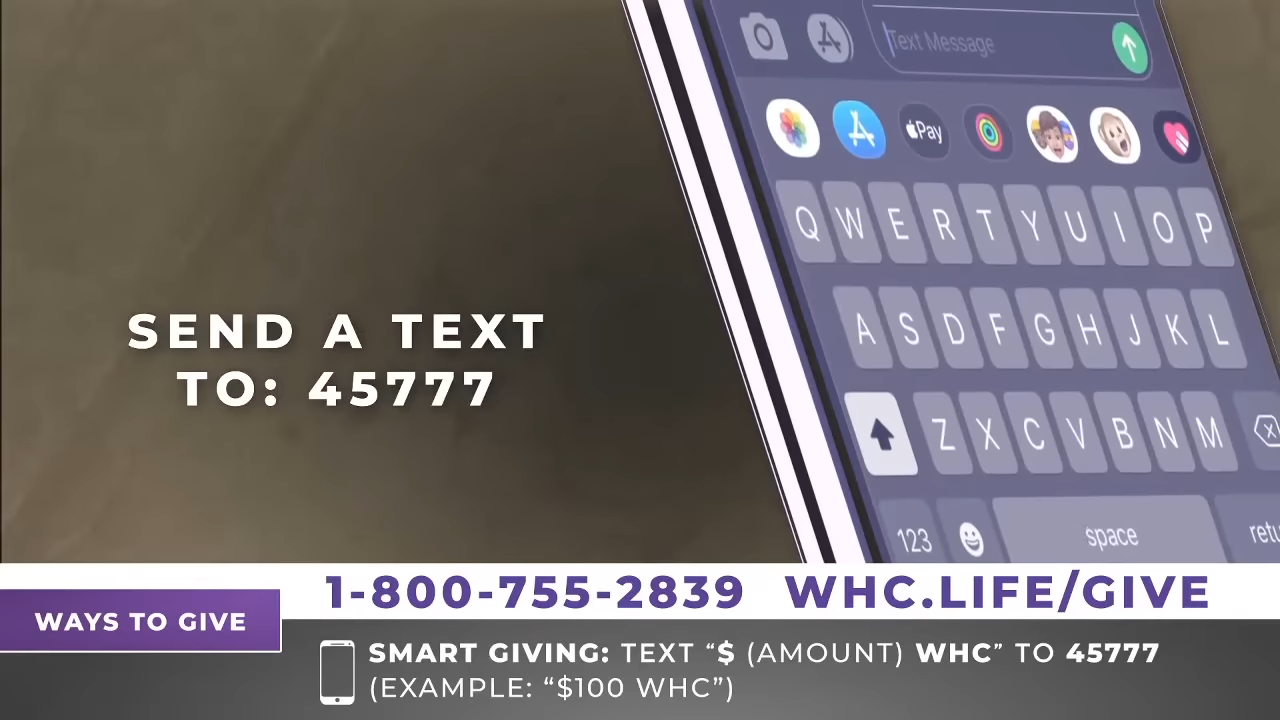 Text Message
Pay
Q W E R T Y U I O P
A S D F G H J K L
Z X C V B N M
123 space
SEND A TEXT
TO: 45777
1-800-755-2839 WHC.LIFE/GIVE
WAYS TO GIVE
SMART GIVING: TEXT “$ (AMOUNT) WHC” TO 45777
(EXAMPLE: “$100 WHC”)